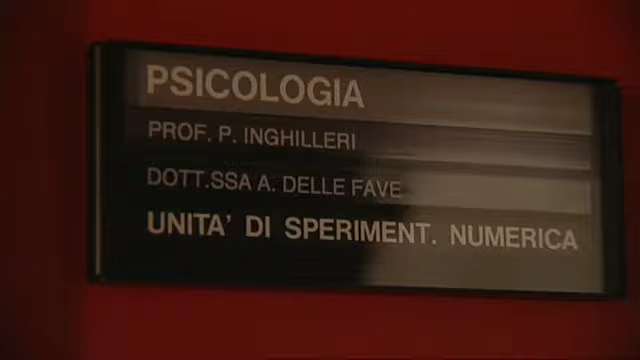 PSICOLOGIA
PROF. P. INGHILLERI
DOTT.SSA A. DELLE FAVE
UNITA' DI SPERIMENT. NUMERICA